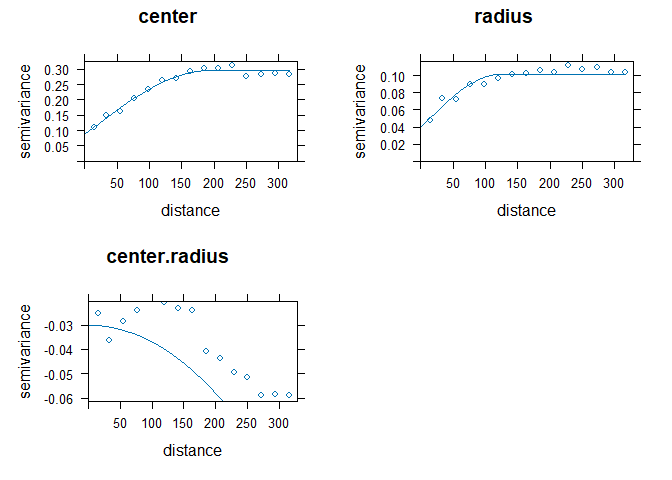 center
semivariance
0.30
0.25
0.20
0.15
0.10
0.05
50 100 150 200 250 300
distance
radius
semivariance
0.10
0.08
0.06
0.04
0.02
50 100 150 200 250 300
distance
center.radius
semivariance
-0.03
-0.04
-0.05
-0.06
50 100 150 200 250 300
distance